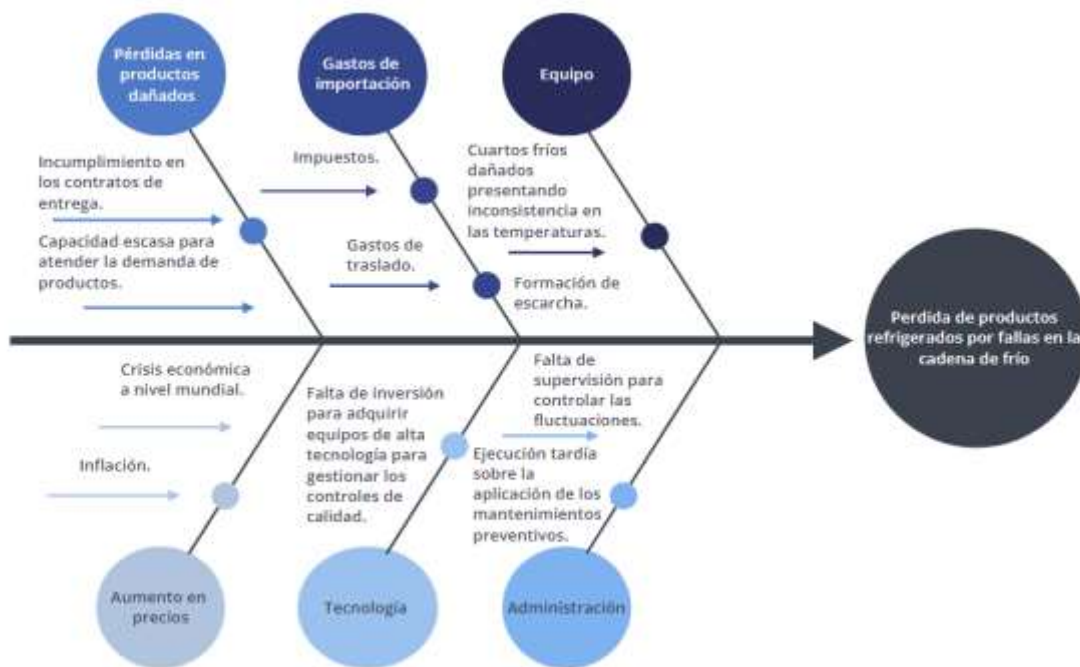 Pérdidas en
productos
dañados
Gastos de
importación
Equipo
Incumplimiento en
los contratos de
entrega.
Capacidad escasa para
atender la demanda de
productos.
Impuestos.
Gastos de
traslado.
Cuartos fríos
dañados
presentando
inconsistencia en
las temperaturas.
Formación de
escarcha.
Perdida de productos
refrigerados por fallas en la
cadena de frío
Crisis económica
a nivel mundial.
Inflación.
Falta de inversión
para adquirir
equipos de alta
tecnología para
gestionar los
controles de
calidad.
Falta de
supervisión para
controlar las
fluctuaciones.
Ejecución tardía
sobre la
aplicación de los
mantenimientos
preventivos.
Aumento en
precios
Tecnología
Administración